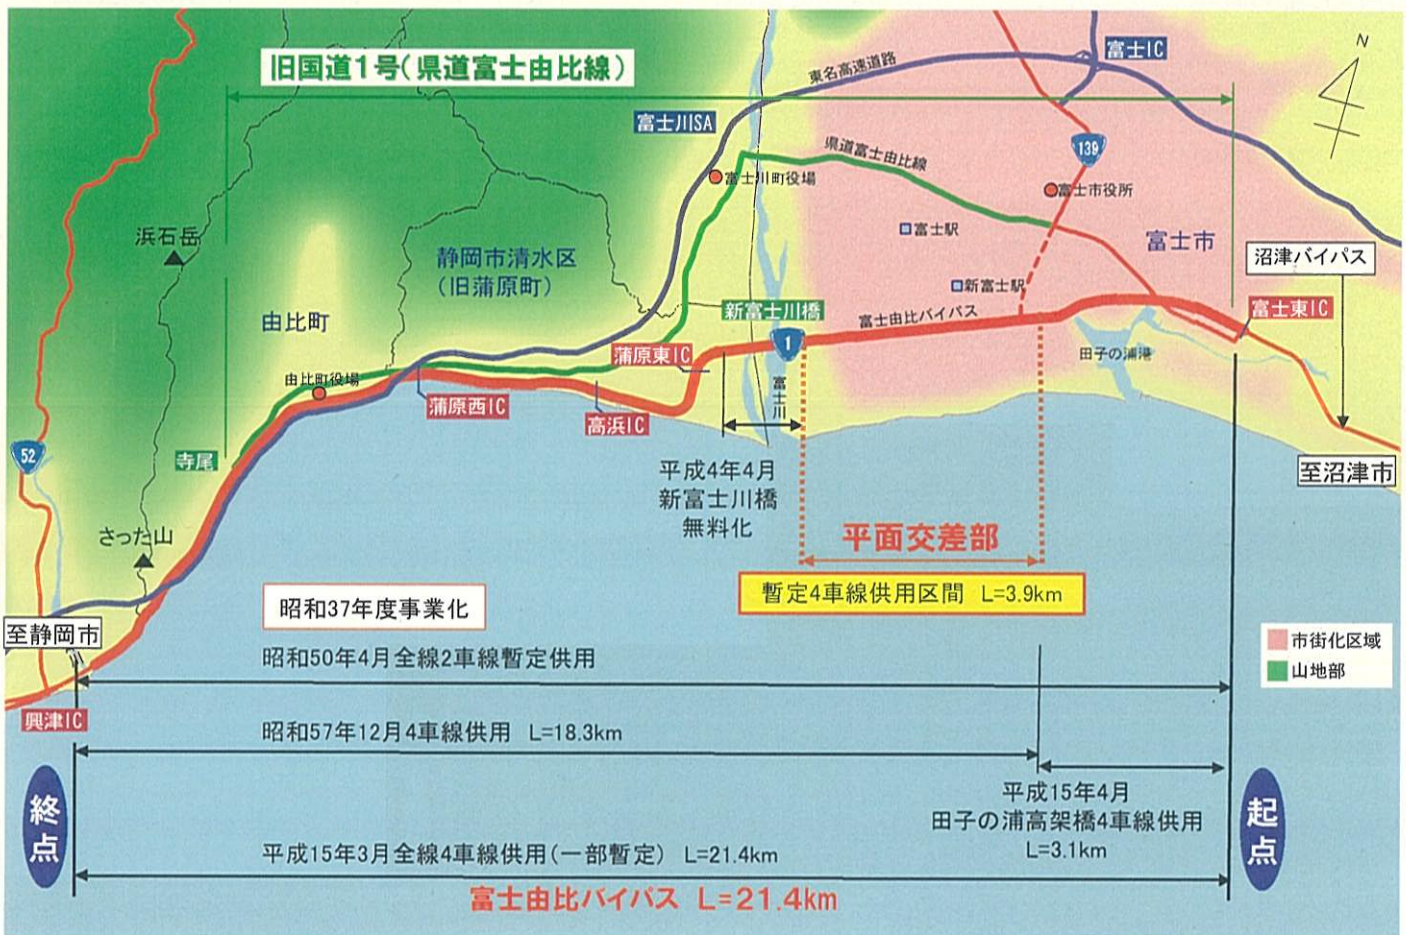 旧国道1号(県道富士由比線)
N
富士IC
東名高速道路
富士川SA
県道富士由比線
139
富士川町役場
富士市役所
浜石岳
富士駅
富士市
沼津バイパス
静岡市清水区
(旧蒲原町)
新富士駅
由比町
新富士川橋
富士由比バイパス
富士東IC
1
蒲原東IC
田子の浦港
由比町役場
富士川
蒲原西IC
高浜IC
52
寺尾
平成4年4月
新富士川橋
無料化
至沼津市
さった山
平面交差部
暫定4車線供用区間 L=3.9km
昭和37年度事業化
至静岡市
市街化区域
山地部
昭和50年4月全線2車線暫定供用
興津IC
昭和57年12月4車線供用 L=18.3km
平成15年4月
田子の浦高架橋4車線供用
L=3.1km
終点
起点
平成15年3月全線4車線供用(一部暫定) L=21.4km
富士由比バイパス L=21.4km